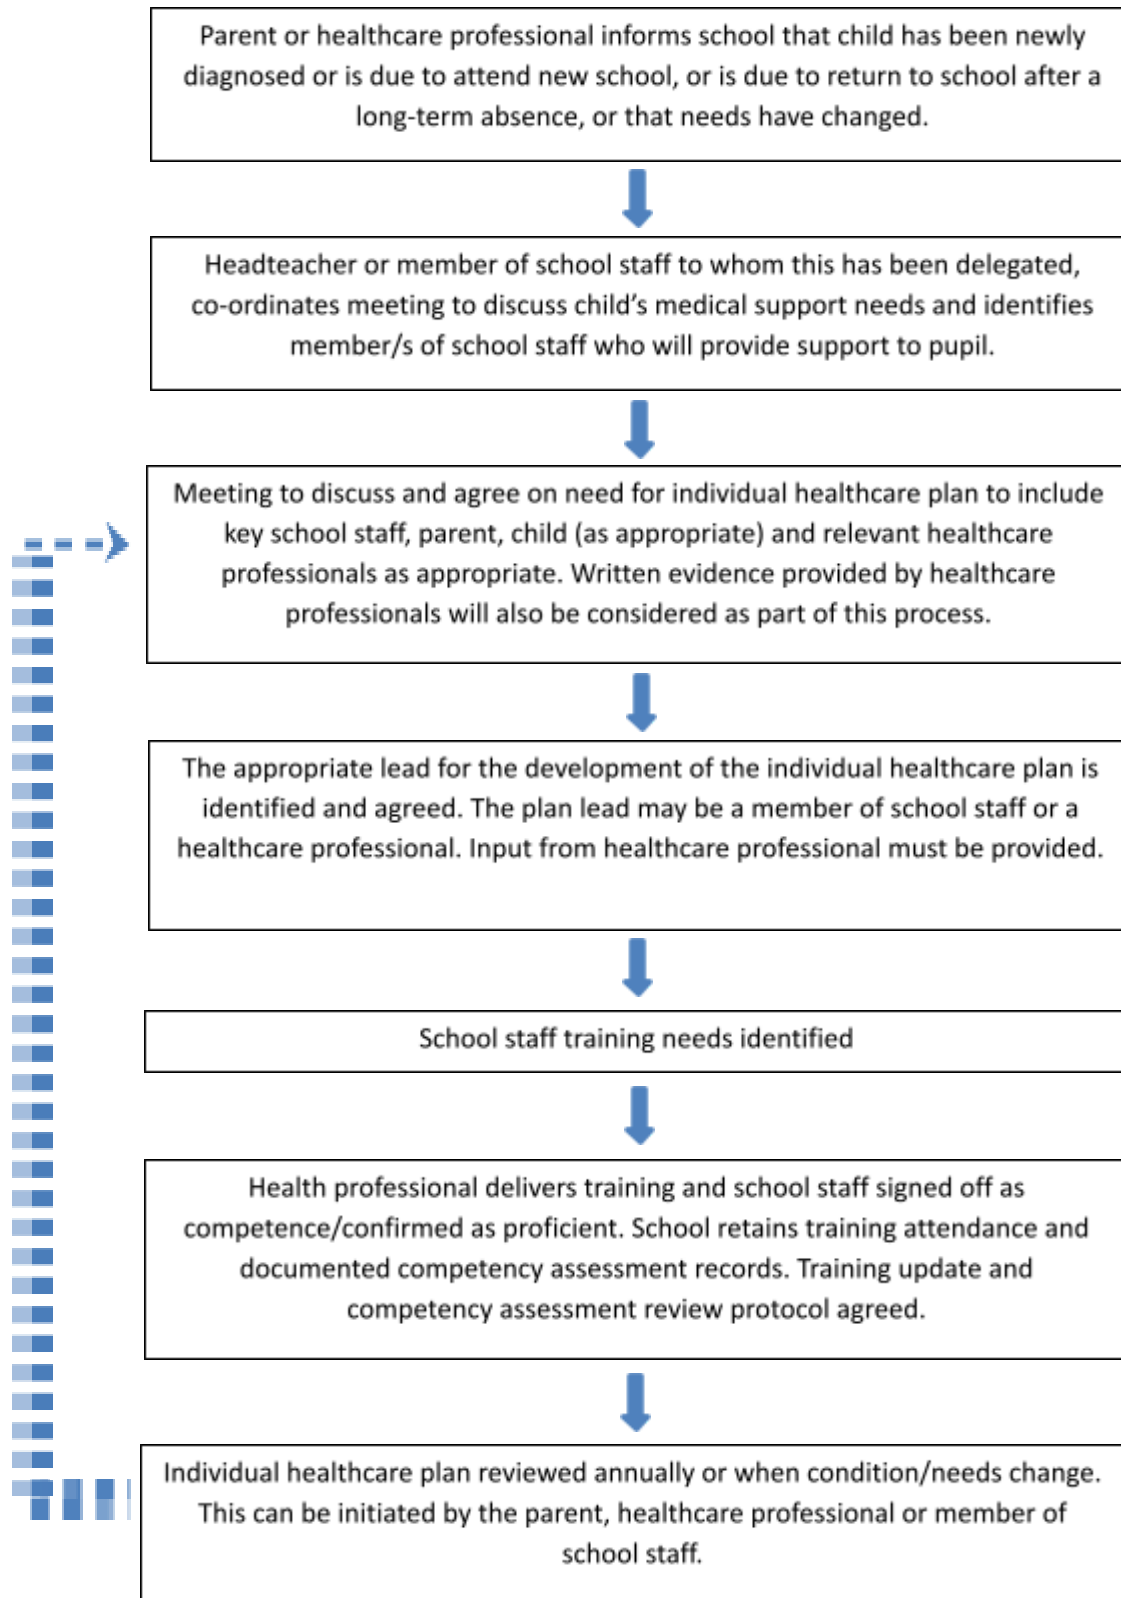 Parent or healthcare professional informs school that child has been newly
diagnosed or is due to attend new school, or is due to return to school after a
long-term absence, or that needs have changed.
Headteacher or member of school staff to whom this has been delegated,
co-ordinates meeting to discuss child’s medical support needs and identifies
member/s of school staff who will provide support to pupil.
Meeting to discuss and agree on need for individual healthcare plan to include
key school staff, parent, child (as appropriate) and relevant healthcare
professionals as appropriate. Written evidence provided by healthcare
professionals will also be considered as part of this process.
The appropriate lead for the development of the individual healthcare plan is
identified and agreed. The plan lead may be a member of school staff or a
healthcare professional. Input from healthcare professional must be provided.
School staff training needs identified
Health professional delivers training and school staff signed off as
competence/confirmed as proficient. School retains training attendance and
documented competency assessment records. Training update and
competency assessment review protocol agreed.
Individual healthcare plan reviewed annually or when condition/needs change.
This can be initiated by the parent, healthcare professional or member of
school staff.